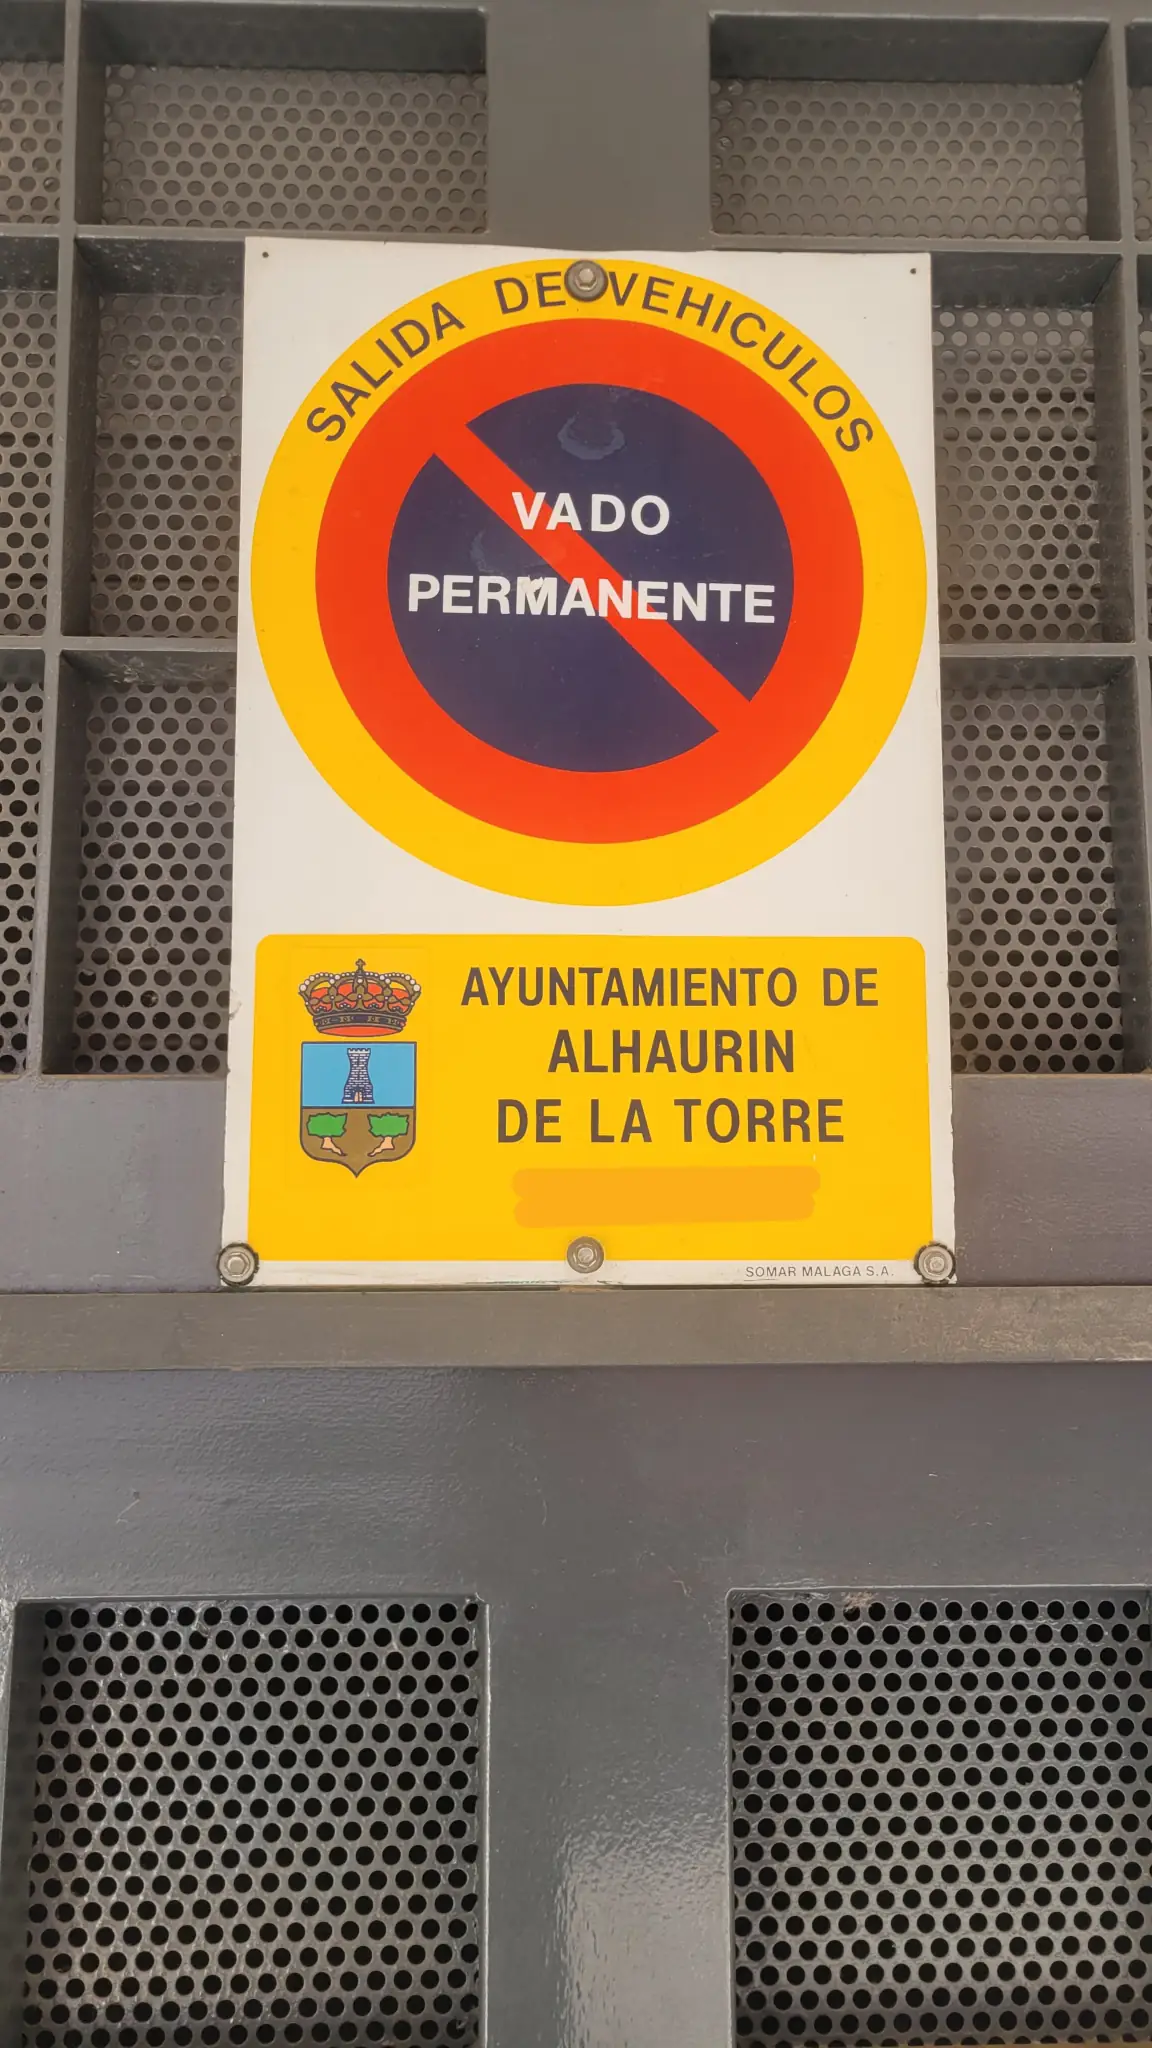 SALIDA DE VEHICULOS
VADO
PERMANENTE
AYUNTAMIENTO DE
ALHAURIN
DE LA TORRE
SOMAR MALAGA S.A.